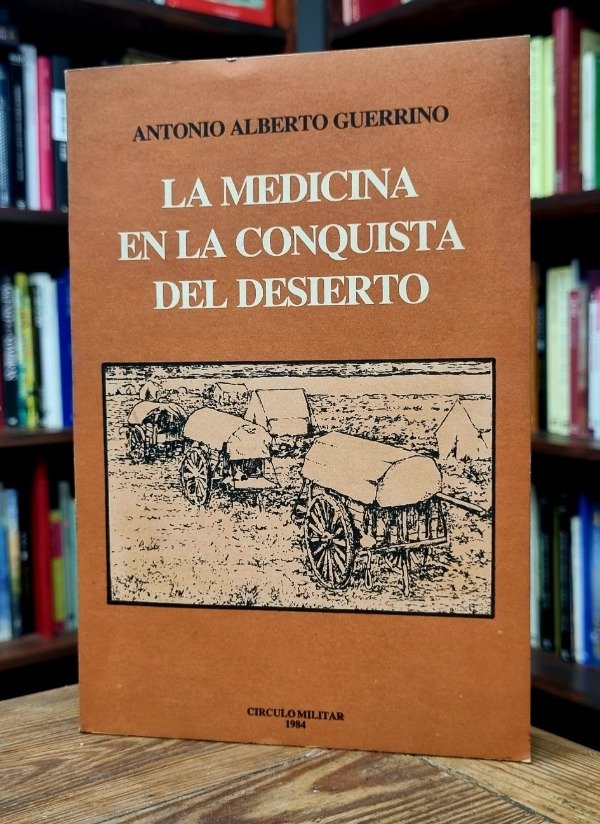 ANTONIO ALBERTO GUERRINO
LA MEDICINA
EN LA CONQUISTA
DEL DESIERTO
CIRCULO MILITAR
1984